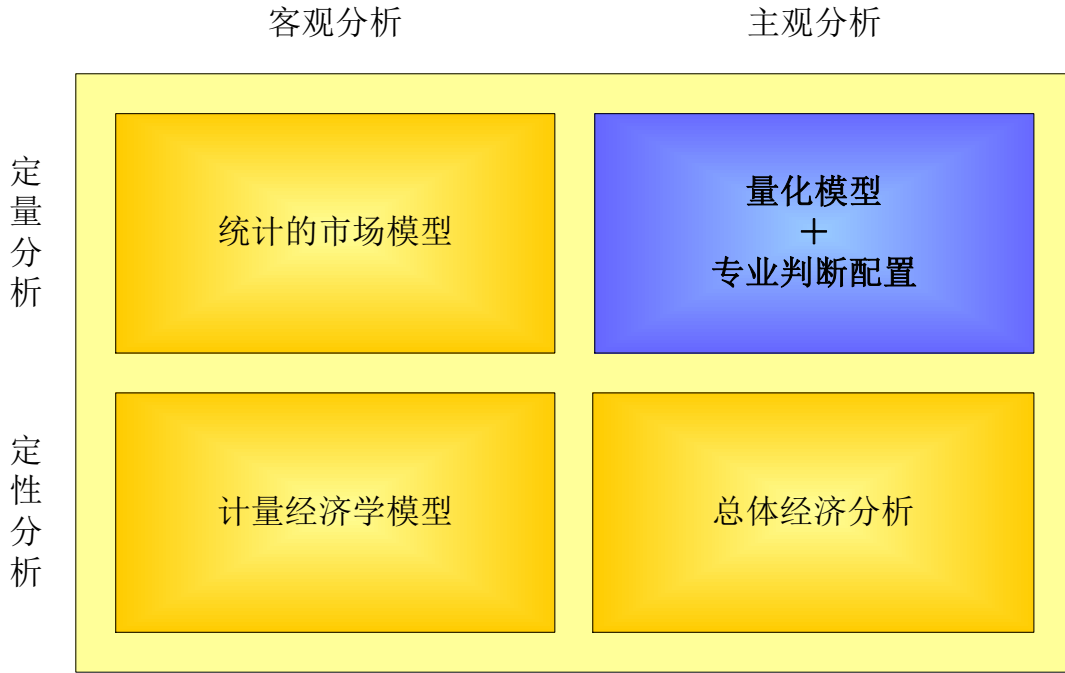 客观分析
主观分析
定量分析
统计的市场模型
量化模型
＋
专业判断配置
定性分析
计量经济学模型
总体经济分析